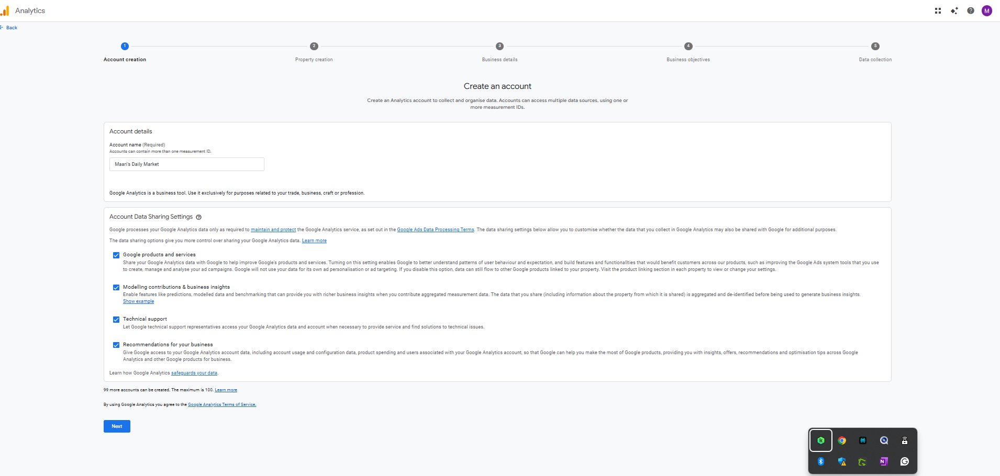 Analytics
M
Back
1
2
3
4
5
Account creation
Property creation
Business details
Business objectives
Data collection
Create an account
Create an Analytics account to collect and organise data. Accounts can access multiple data sources, using one or
more measurement IDs.
Account details
Account name (Required)
Accounts can contain more than one measurement ID.
Maari's Daily Market
Google Analytics is a business tool. Use it exclusively for purposes related to your trade, business, craft or profession.
Account Data Sharing Settings
Google processes your Google Analytics data only as required to maintain and protect the Google Analytics service, as set out in the Google Ads Data Processing Terms. The data sharing settings below allow you to customise whether the data that you collect in Google Analytics may also be shared with Google for additional purposes.
The data sharing options give you more control over sharing your Google Analytics data. Learn more
Google products and services
Share your Google Analytics data with Google to help improve Google's products and services. Turning on this setting enables Google to better understand patterns of user behaviour and expectation, and build features and functionalities that would benefit customers across our products, such as improving the Google Ads system tools that you use
to create, manage and analyse your ad campaigns. Google will not use your data for its own ad personalisation or ad targeting. If you disable this option, data can still flow to other Google products linked to your property. Visit the product linking section in each property to view or change your settings.
Modelling contributions & business insights
Enable features like predictions, modelled data and benchmarking that can provide you with richer business insights when you contribute aggregated measurement data. The data that you share (including information about the property from which it is shared) is aggregated and de-identified before being used to generate business insights.
Show example
Technical support
Let Google technical support representatives access your Google Analytics data and account when necessary to provide service and find solutions to technical issues.
Recommendations for your business
Give Google access to your Google Analytics account data, including account usage and configuration data, product spending and users associated with your Google Analytics account, so that Google can help you make the most of Google products, providing you with insights, offers, recommendations and optimisation tips across Google
Analytics and other Google products for business.
Learn how Google Analytics safeguards your data.
99 more accounts can be created. The maximum is 100. Learn more
By using Google Analytics you agree to the Google Analytics Terms of Service.
Next